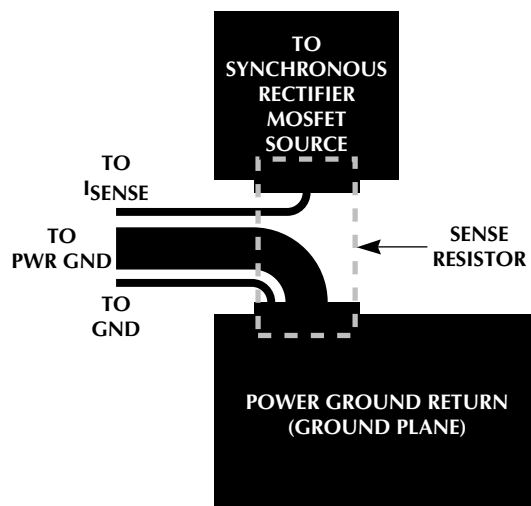 TO
SYNCHRONOUS
RECTIFIER
MOSFET
SOURCE
TO
ISENSE
TO
PWR GND
TO
GND
SENSE
RESISTOR
POWER GROUND RETURN
(GROUND PLANE)